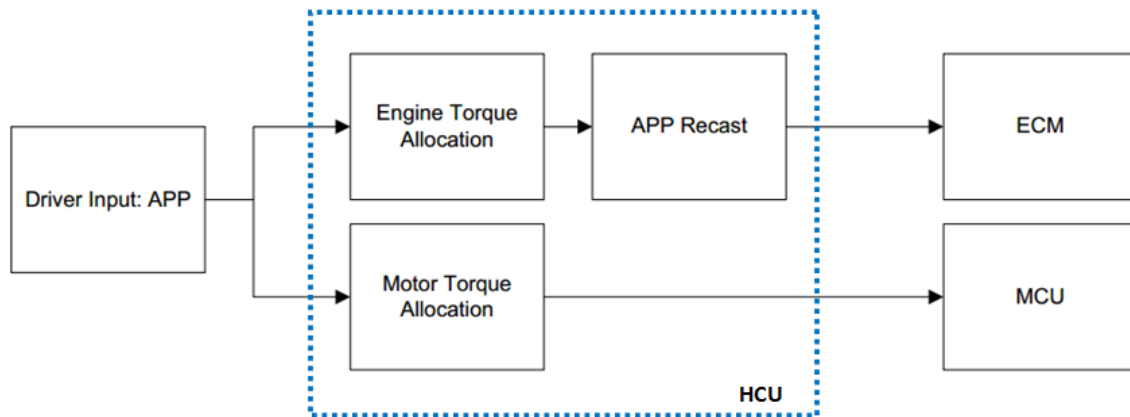 Driver Input: APP
Engine Torque
Allocation
APP Recast
ECM
Motor Torque
Allocation
MCU
HCU